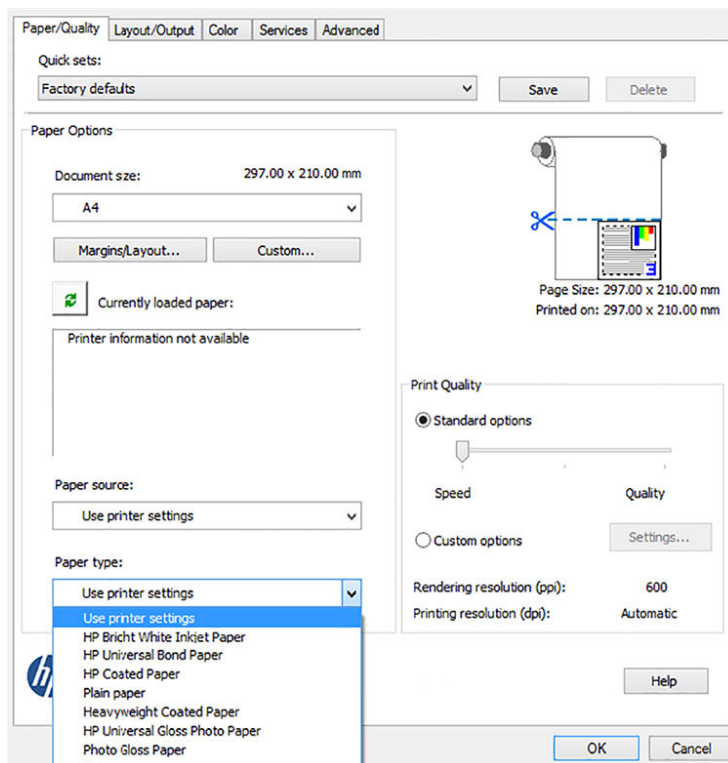 Paper/Quality Layout/Output Color Services Advanced
Quick sets:
Factory defaults
Save
Delete
Paper Options
Document size: 297.00 x 210.00 mm
A4
Margins/Layout...
Custom...
Currently loaded paper:
Printer information not available
Paper source:
Use printer settings
Paper type:
Use printer settings
Use printer settings
HP Bright White Inkjet Paper
HP Universal Bond Paper
HP Coated Paper
Plain paper
Heavyweight Coated Paper
HP Universal Gloss Photo Paper
Photo Gloss Paper
hp
3
Page Size: 297.00 x 210.00 mm
Printed on: 297.00 x 210.00 mm
Print Quality
Standard options
Speed Quality
Custom options
Settings...
Rendering resolution (ppi): 600
Printing resolution (dpi): Automatic
Help
OK
Cancel